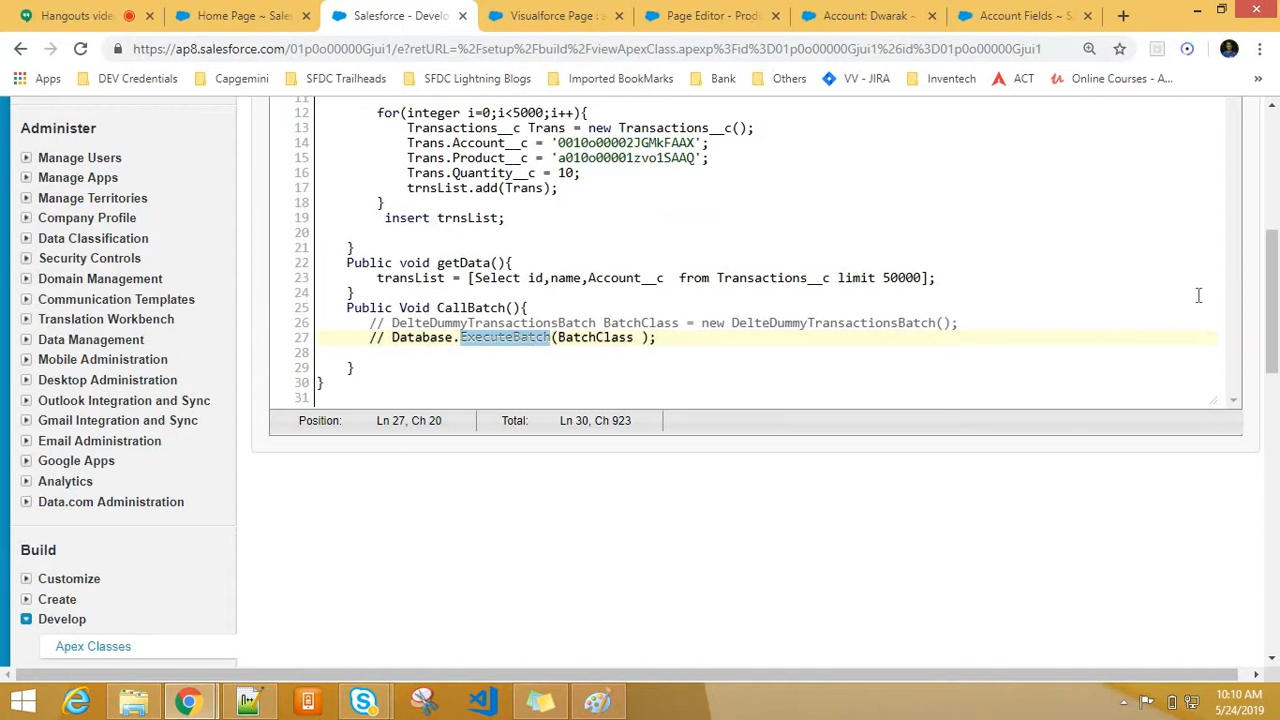 Hangouts vide
Home Page ~ Sales
Salesforce - Develo
Visualforce Page : a
Page Editor - Prod
Account: Dwarak ~
Account Fields ~ S
https://ap8.salesforce.com/01p0o00000Gjui1/e?retURL=%2Fsetup%2Fbuild%2FviewApexClass.apexp%3Fid%3D01p0o00000Gjui1%26id%3D01p0o00000Gjui1
Apps
DEV Credentials
Capgemini
SFDC Trailheads
SFDC Lightning Blogs
Imported BookMarks
Bank
Others
VV - JIRA
Inventech
ACT
Online Courses - A...
»
Administer
Manage Users
Manage Apps
Manage Territories
Company Profile
Data Classification
Security Controls
Domain Management
Communication Templates
Translation Workbench
Data Management
Mobile Administration
Desktop Administration
Outlook Integration and Sync
Gmail Integration and Sync
Email Administration
Google Apps
Analytics
Data.com Administration
Build
Customize
Create
Develop
Apex Classes
11
12 for(integer i=0;i<5000;i++){
13 Transactions__c Trans = new Transactions__c();
14 Trans.Account__c = '0010o00002JGMkFAAX';
15 Trans.Product__c = 'a010o00001zvo1SAAQ';
16 Trans.Quantity__c = 10;
17 trnsList.add(Trans);
18 }
19 insert trnsList;
20
21 }
22 Public void getData(){
23 transList = [Select id,name,Account__c from Transactions__c limit 50000];
24 }
25 Public Void CallBatch(){
26 // DelteDummyTransactionsBatch BatchClass = new DelteDummyTransactionsBatch();
27 // Database.ExecuteBatch(BatchClass );
28
29 }
30 }
31
Position: Ln 27, Ch 20 Total: Ln 30, Ch 923
10:10 AM
5/24/2019